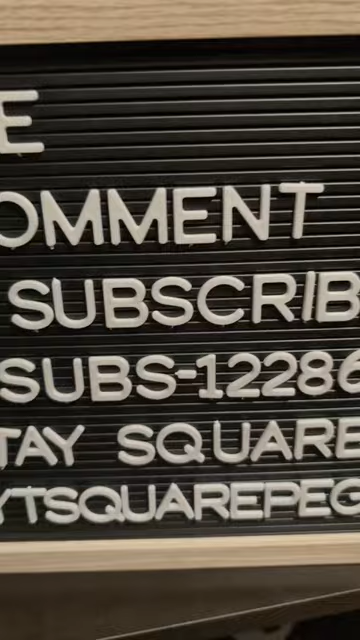 E
OMMENT
SUBSCRIB
SUBS-12286
TAY SQUARE
YTSQUAREPEG